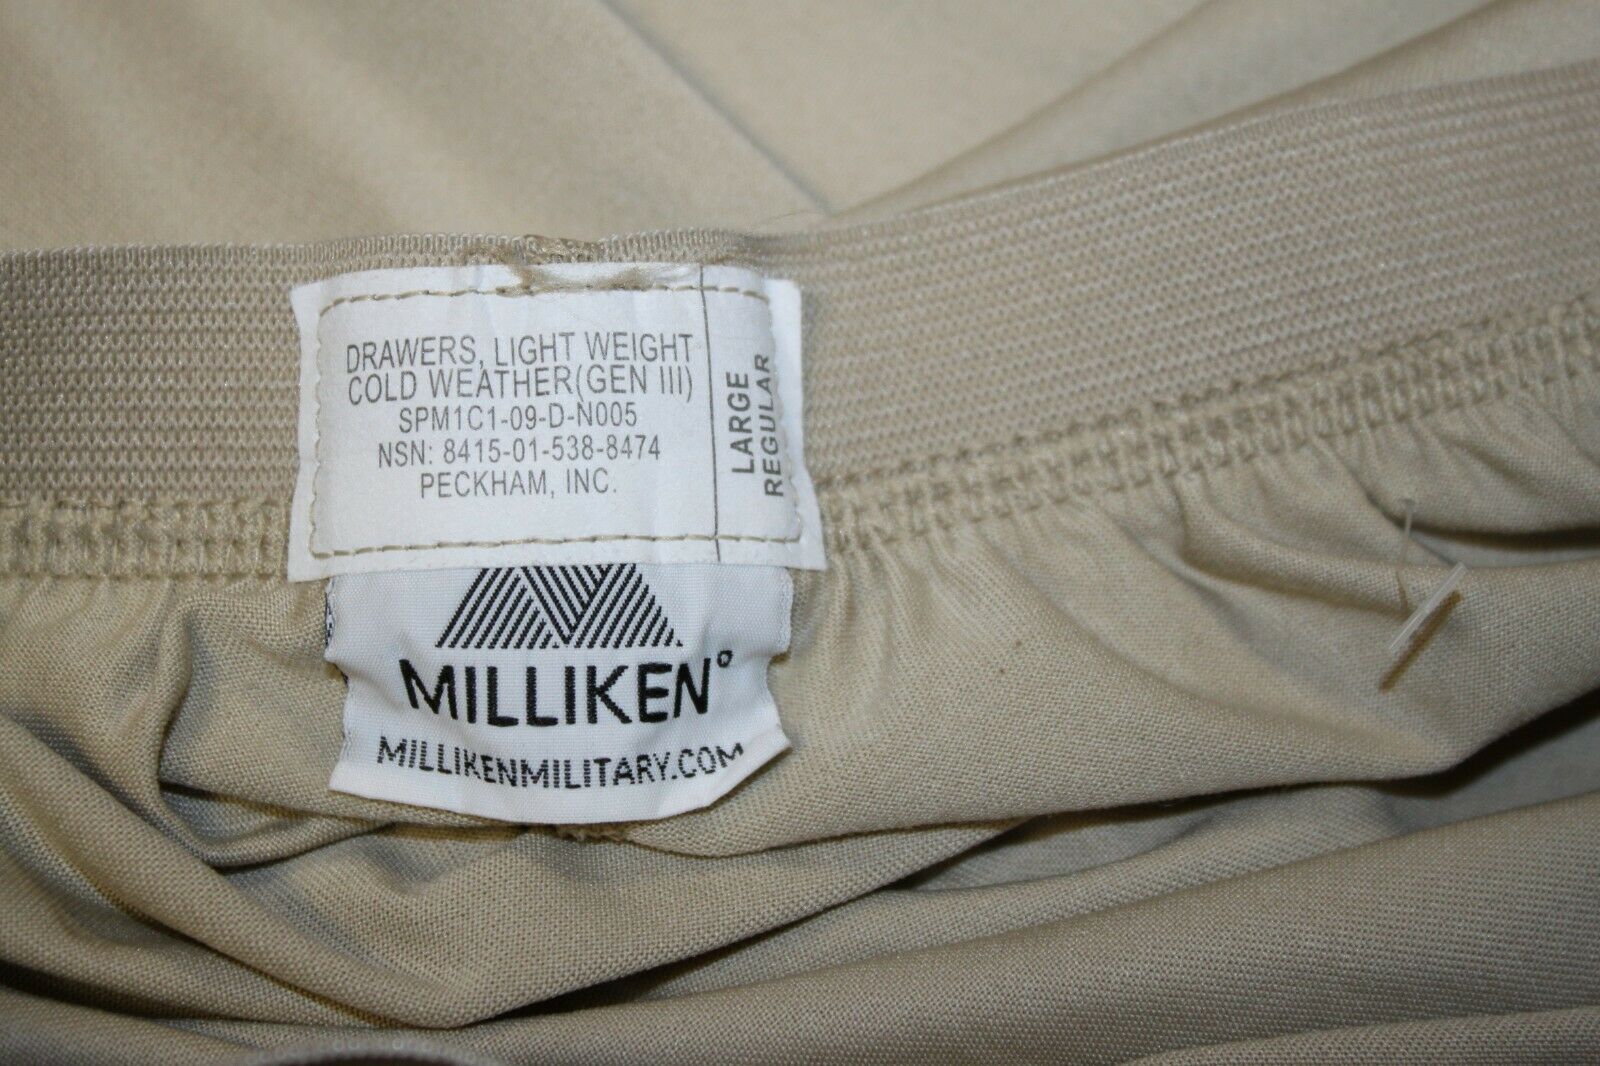 DRAWERS, LIGHT WEIGHT
COLD WEATHER(GEN III)
SPM1C1-09-D-N005
NSN: 8415-01-538-8474
PECKHAM, INC.
LARGE
REGULAR
MILLIKEN°
MILLIKENMILITARY.COM